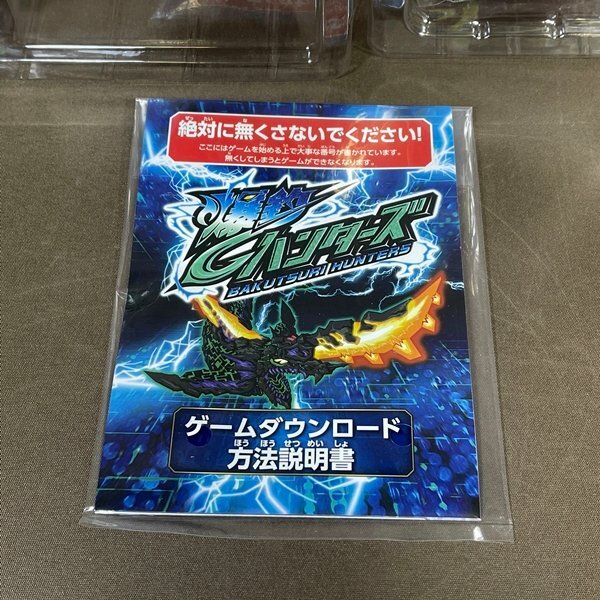 絶対に無くさないでください!
ここにはゲームを始める上で大事な番号が書かれています。
無くしてしまうとゲームができなくなります。
爆釣
ハンターズ
BAKUTSURI HUNTERS
ゲームダウンロード
方法説明書